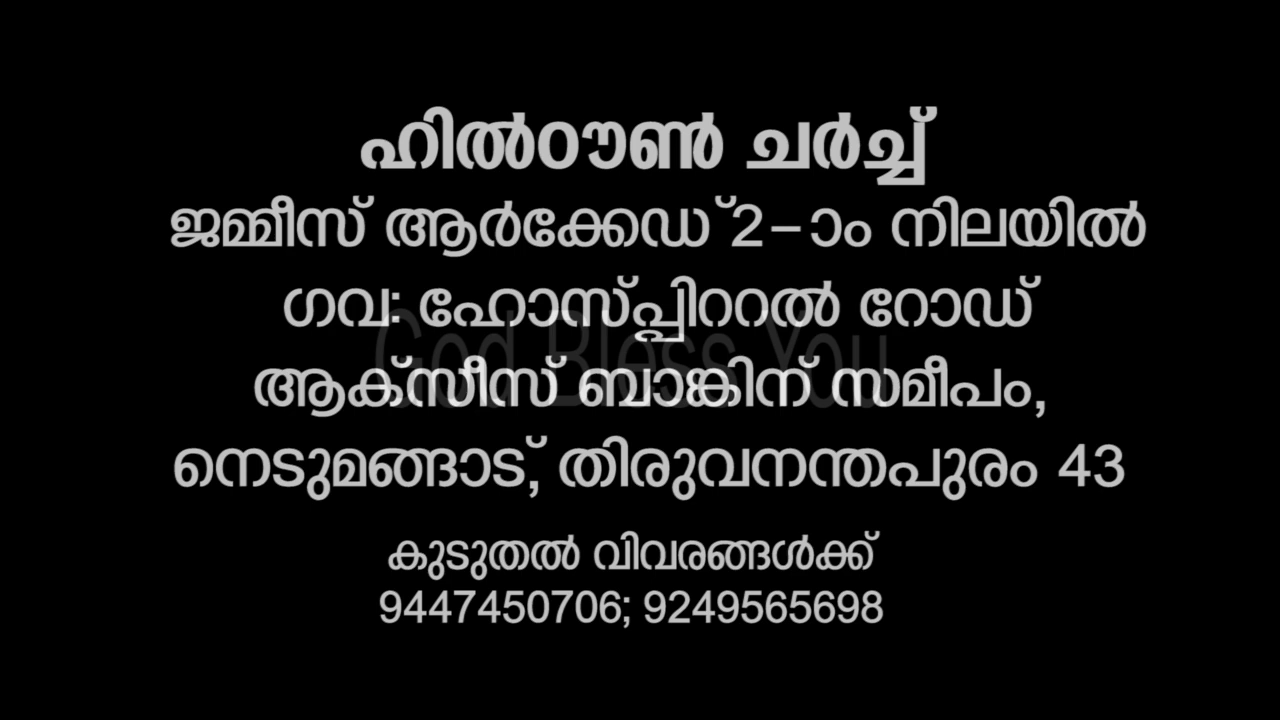 ഹിൽഠൗൺ ചർച്ച്
ജമ്മീസ് ആർക്കേഡ് 2-ാം നിലയിൽ
ഗവ: ഹോസ്പ്പിററൽ റോഡ്
God Bless You
ആക്സീസ് ബാങ്കിന് സമീപം,
നെടുമങ്ങാട്, തിരുവനന്തപുരം 43
കുടുതൽ വിവരങ്ങൾക്ക്
9447450706; 9249565698